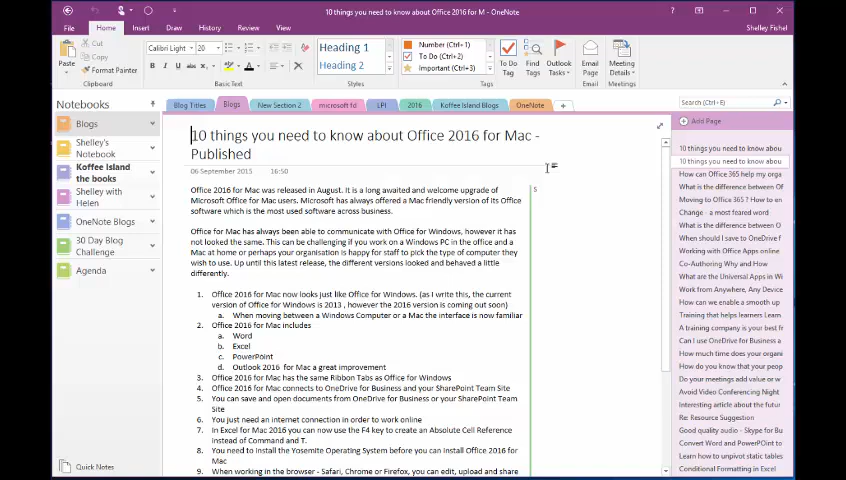 10 things you need to know about Office 2016 for M - OneNote
File Home Insert Draw History Review View Shelley Fishel
Cut
Copy
Format Painter
Paste
Clipboard
Calibri Light 20
Basic Text
Heading 1
Heading 2
Styles
Number (Ctrl+1)
To Do (Ctrl+2)
Important (Ctrl+3)
Tags
To Do Tag
Find Tags
Outlook Tasks
Email Page
Email
Meeting Details
Meetings
Notebooks
Blogs
Shelley's Notebook
Koffee Island the books
Shelley with Helen
OneNote Blogs
30 Day Blog Challenge
Agenda
Quick Notes
Blog Titles Blogs New Section 2 microsoft fd LPI 2016 Koffee Island Blogs OneNote
Search (Ctrl+E)
10 things you need to know about Office 2016 for Mac -
Published
06 September 2015 16:50
Office 2016 for Mac was released in August. It is a long awaited and welcome upgrade of
Microsoft Office for Mac users. Microsoft has always offered a Mac friendly version of its Office
software which is the most used software across business.
Office for Mac has always been able to communicate with Office for Windows, however it has
not looked the same. This can be challenging if you work on a Windows PC in the office and a
Mac at home or perhaps your organisation is happy for staff to pick the type of computer they
wish to use. Up until this latest release, the different versions looked and behaved a little
differently.
1. Office 2016 for Mac now looks just like Office for Windows. (as I write this, the current
version of Office for Windows is 2013 , however the 2016 version is coming out soon)
a. When moving between a Windows Computer or a Mac the interface is now familiar
2. Office 2016 for Mac includes
a. Word
b. Excel
c. PowerPoint
d. Outlook 2016 for Mac a great improvement
3. Office 2016 for Mac has the same Ribbon Tabs as Office for Windows
4. Office 2016 for Mac connects to OneDrive for Business and your SharePoint Team Site
5. You can save and open documents from OneDrive for Business or your SharePoint Team
Site
6. You just need an internet connection in order to work online
7. In Excel for Mac 2016 you can now use the F4 key to create an Absolute Cell Reference
instead of Command and T.
8. You need to Install the Yosemite Operating System before you can Install Office 2016 for
Mac
9. When working in the browser - Safari, Chrome or Firefox, you can edit, upload and share
Add Page
10 things you need to know abou
10 things you need to know abou
How can Office 365 help my orga
What is the difference between Of
Moving to Office 365 ? How to en
Change - a most feared word
What is the difference between O
When should I save to OneDrive f
Working with Office Apps online
Co-Authoring Why and How
What are the Universal Apps in Wi
Work from Anywhere, Any Device
How can we enable a smooth up
Training that helps learners Learn
A training company is your best fr
Can I use OneDrive for Business a
How much time does your organi
How do you know that your peop
Do your meetings add value or w
Avoid Video Conferencing Night
Interesting article about the futur
Re: Resource Suggestion
Good quality audio - Skype for Bu
Convert Word and PowerPoint to
Learn how to unpivot static tables
Conditional Formatting in Excel